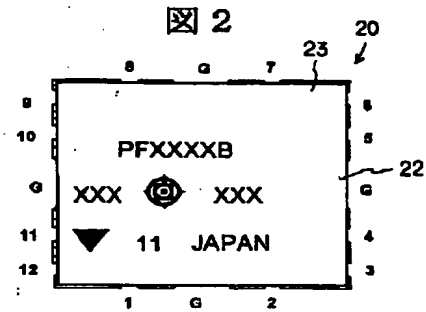 図 2
20
8 G 7 23
9 6
10 5
PFXXXXB
22
G XXX XXX G
11 11 JAPAN 4
12 3
1 G 2